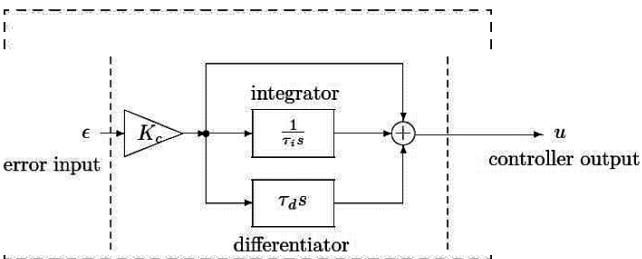 integrator
ϵ
K_c
1
τ_i s
+
u
error input
controller output
τ_d s
differentiator